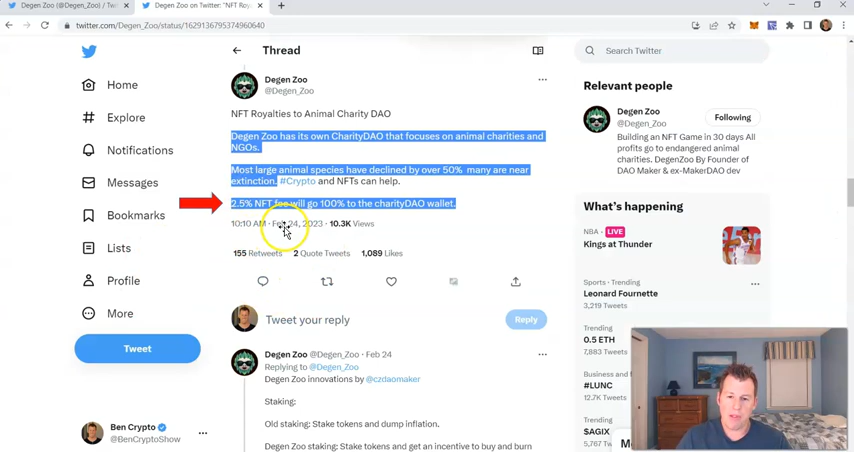 Degen Zoo (@Degen_Zoo) / Twi
Degen Zoo on Twitter: "NFT Roy
twitter.com/Degen_Zoo/status/1629136795374960640
Home
Explore
Notifications
Messages
Bookmarks
Lists
Profile
More
Tweet
Ben Crypto
@BenCryptoShow
Thread
Degen Zoo
@Degen_Zoo
NFT Royalties to Animal Charity DAO
Degen Zoo has its own CharityDAO that focuses on animal charities and
NGOs.
Most large animal species have declined by over 50% many are near
extinction. #Crypto and NFTs can help.
2.5% NFT fee will go 100% to the charityDAO wallet.
10:10 AM · Feb 24, 2023 · 10.3K Views
155 Retweets 2 Quote Tweets 1,089 Likes
Tweet your reply
Reply
Degen Zoo @Degen_Zoo · Feb 24
Replying to @Degen_Zoo
Degen Zoo innovations by @czdaomaker
Staking:
Old staking: Stake tokens and dump inflation.
Degen Zoo staking: Stake tokens and get an incentive to buy and burn
Search Twitter
Relevant people
Degen Zoo
@Degen_Zoo
Following
Building an NFT Game in 30 days All
profits go to endangered animal
charities. DegenZoo By Founder of
DAO Maker & ex-MakerDAO dev
What's happening
NBA · LIVE
Kings at Thunder
Sports · Trending
Leonard Fournette
3,219 Tweets
Trending
0.5 ETH
7,883 Tweets
Business and
#LUNC
12.7K Tweets
Trending
$AGIX
5,767